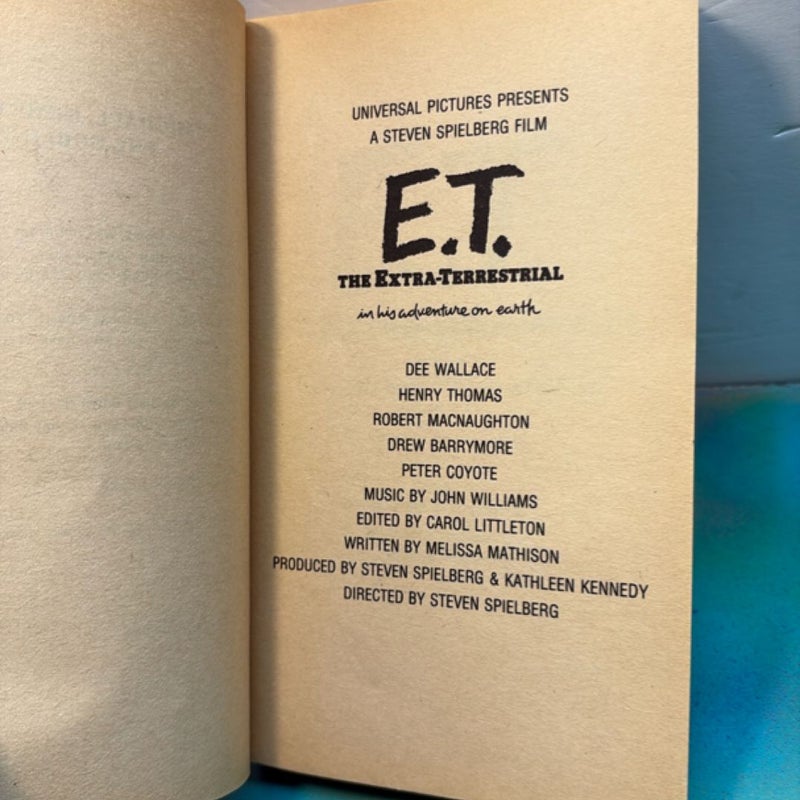 UNIVERSAL PICTURES PRESENTS
A STEVEN SPIELBERG FILM
E.T.
THE EXTRA-TERRESTRIAL
in his adventure on earth
DEE WALLACE
HENRY THOMAS
ROBERT MACNAUGHTON
DREW BARRYMORE
PETER COYOTE
MUSIC BY JOHN WILLIAMS
EDITED BY CAROL LITTLETON
WRITTEN BY MELISSA MATHISON
PRODUCED BY STEVEN SPIELBERG & KATHLEEN KENNEDY
DIRECTED BY STEVEN SPIELBERG